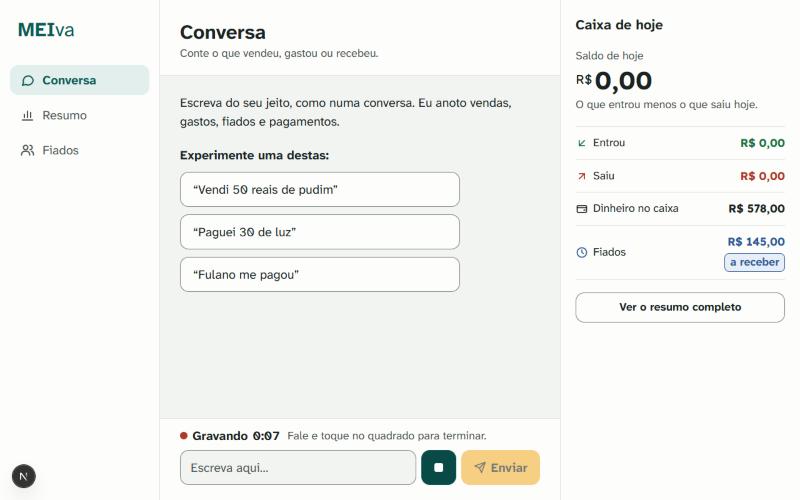 MEIva
Conversa
Resumo
Fiados
N
Conversa
Conte o que vendeu, gastou ou recebeu.
Escreva do seu jeito, como numa conversa. Eu anoto vendas,
gastos, fiados e pagamentos.
Experimente uma destas:
“Vendi 50 reais de pudim”
“Paguei 30 de luz”
“Fulano me pagou”
Gravando 0:07 Fale e toque no quadrado para terminar.
Escreva aqui...
Enviar
Caixa de hoje
Saldo de hoje
R$ 0,00
O que entrou menos o que saiu hoje.
Entrou R$ 0,00
Saiu R$ 0,00
Dinheiro no caixa R$ 578,00
Fiados R$ 145,00
a receber
Ver o resumo completo